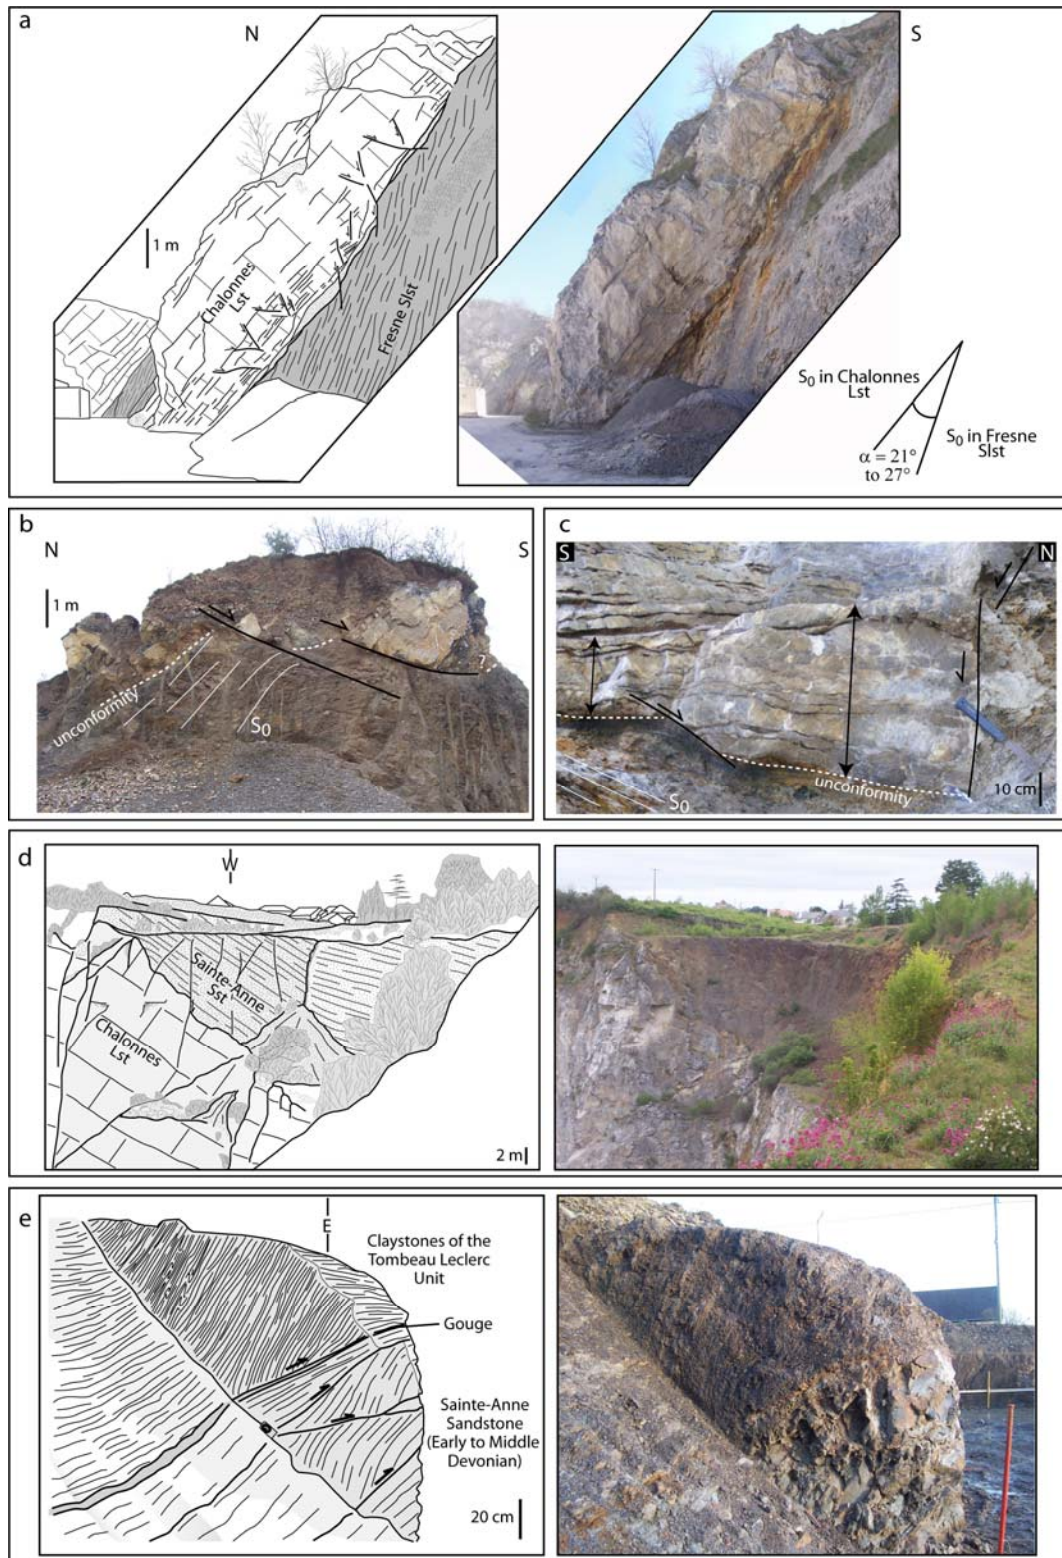 a
N
S
1 m
Chalonnes
Lst
Fresne Slst
S0 in Chalonnes
Lst
S0 in Fresne
Slst
α = 21°
to 27°
b
N
S
1 m
unconformity
S0
?
c
S
N
unconformity
S0
10 cm
d
W
Sainte-Anne
Sst
Chalonnes
Lst
2 m
e
E
Claystones of the
Tombeau Leclerc
Unit
Gouge
Sainte-Anne
Sandstone
(Early to Middle
Devonian)
20 cm